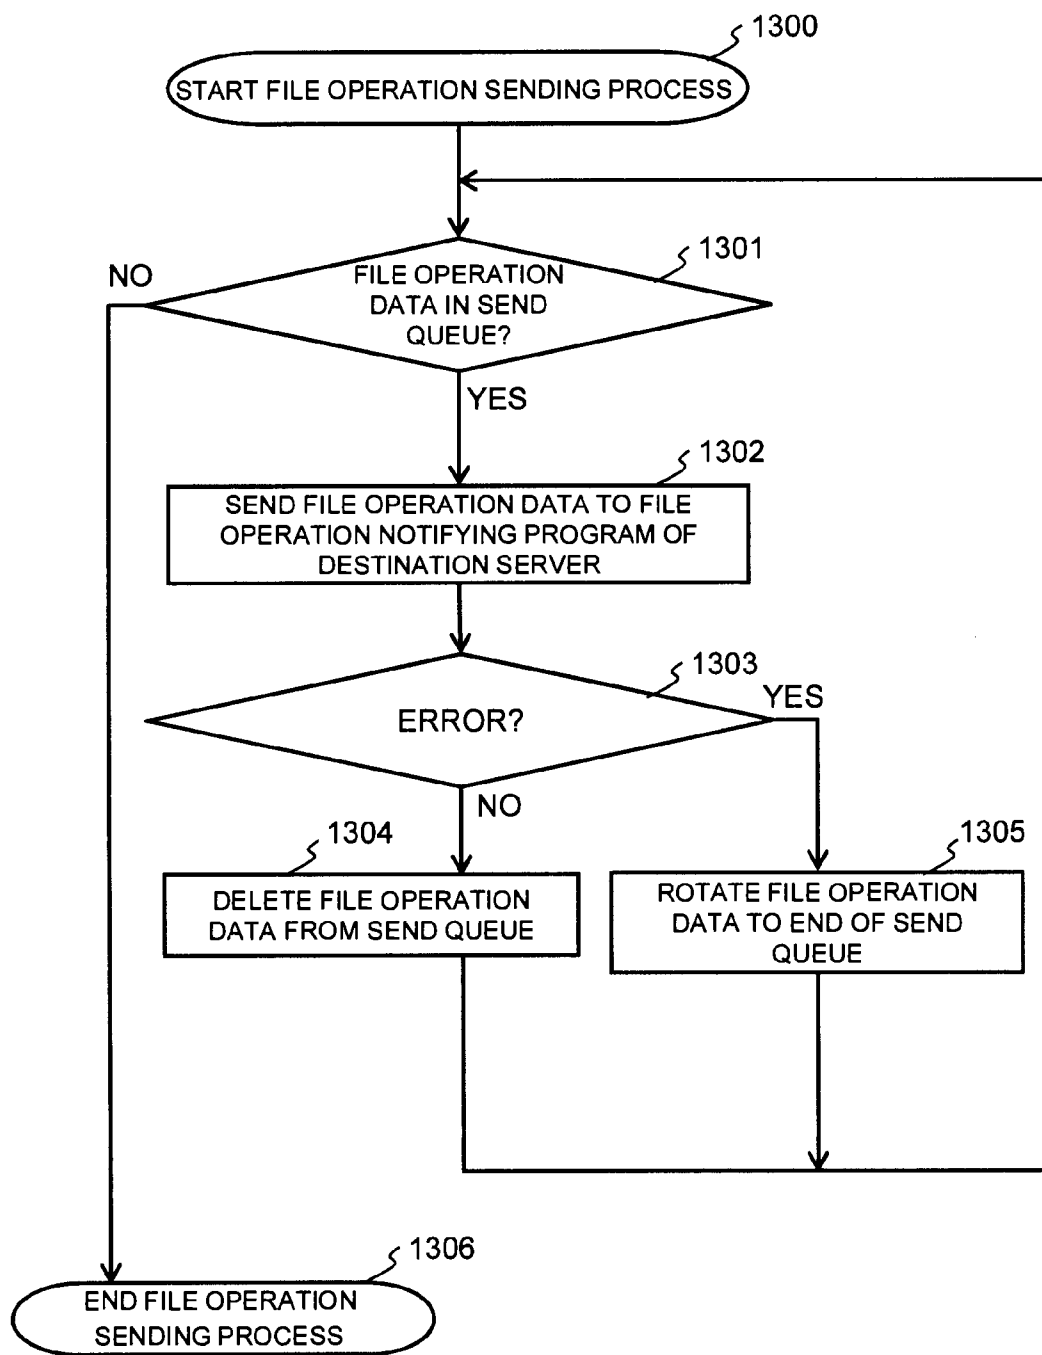 1300
START FILE OPERATION SENDING PROCESS
1301
NO
FILE OPERATION
DATA IN SEND
QUEUE?
YES
1302
SEND FILE OPERATION DATA TO FILE
OPERATION NOTIFYING PROGRAM OF
DESTINATION SERVER
1303
YES
ERROR?
NO
1304
1305
DELETE FILE OPERATION
DATA FROM SEND QUEUE
ROTATE FILE OPERATION
DATA TO END OF SEND
QUEUE
1306
END FILE OPERATION
SENDING PROCESS